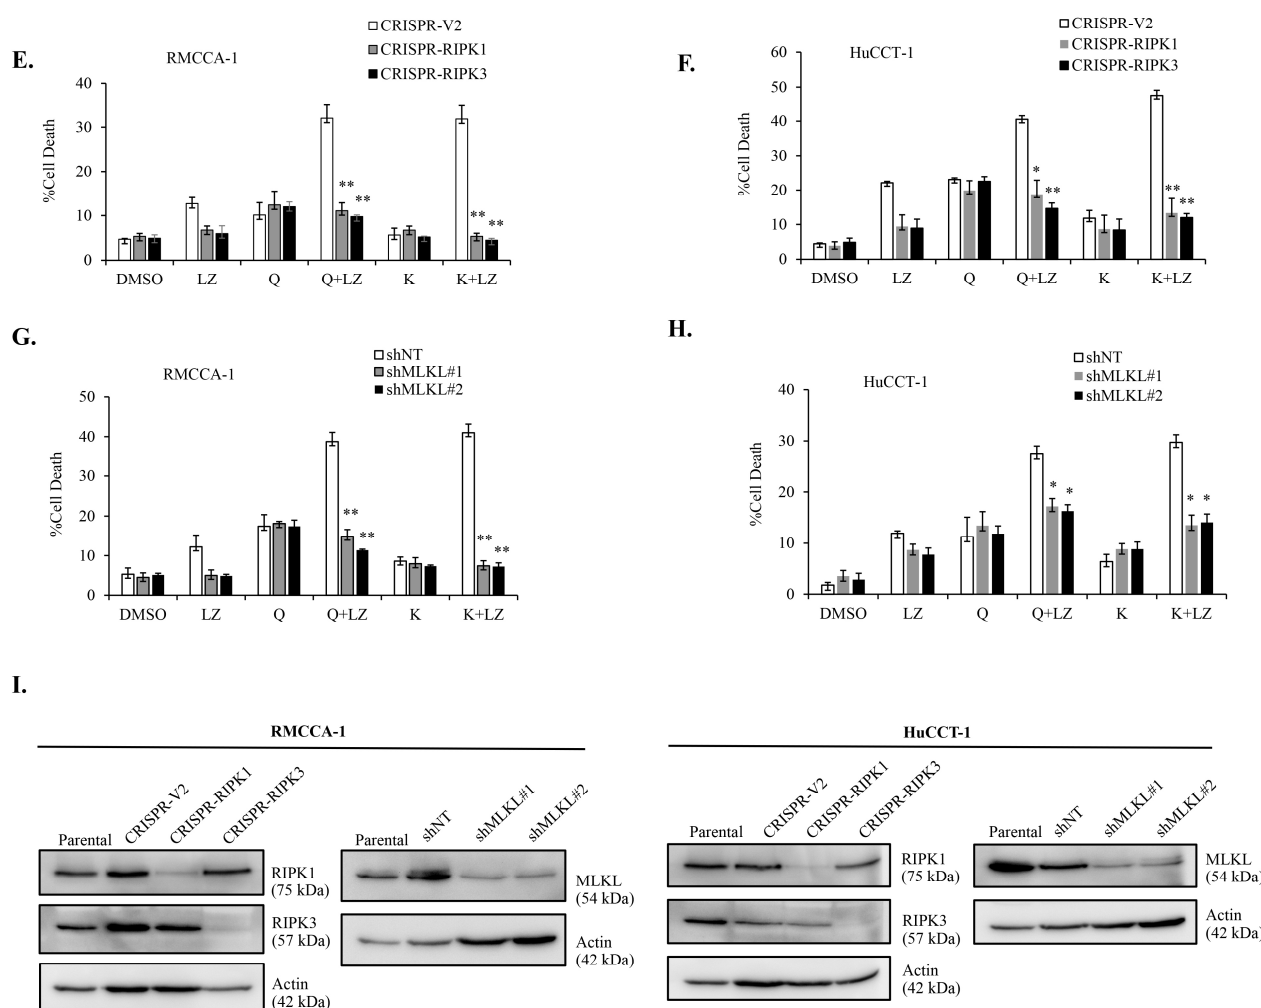 E.
RMCCA-1
CRISPR-V2
CRISPR-RIPK1
CRISPR-RIPK3
%Cell Death
40
30
20
10
0
** ** ** **
DMSO LZ Q Q+LZ K K+LZ
F.
HuCCT-1
CRISPR-V2
CRISPR-RIPK1
CRISPR-RIPK3
%Cell Death
60
50
40
30
20
10
0
* ** ** **
DMSO LZ Q Q+LZ K K+LZ
G.
RMCCA-1
shNT
shMLKL#1
shMLKL#2
%Cell Death
50
40
30
20
10
0
** ** ** **
DMSO LZ Q Q+LZ K K+LZ
H.
HuCCT-1
shNT
shMLKL#1
shMLKL#2
%Cell Death
40
30
20
10
0
* * * *
DMSO LZ Q Q+LZ K K+LZ
I.
RMCCA-1
Parental CRISPR-V2 CRISPR-RIPK1 CRISPR-RIPK3
RIPK1
(75 kDa)
RIPK3
(57 kDa)
Actin
(42 kDa)
Parental shNT shMLKL#1 shMLKL#2
MLKL
(54 kDa)
Actin
(42 kDa)
HuCCT-1
Parental CRISPR-V2 CRISPR-RIPK1 CRISPR-RIPK3
RIPK1
(75 kDa)
RIPK3
(57 kDa)
Actin
(42 kDa)
Parental shNT shMLKL#1 shMLKL#2
MLKL
(54 kDa)
Actin
(42 kDa)